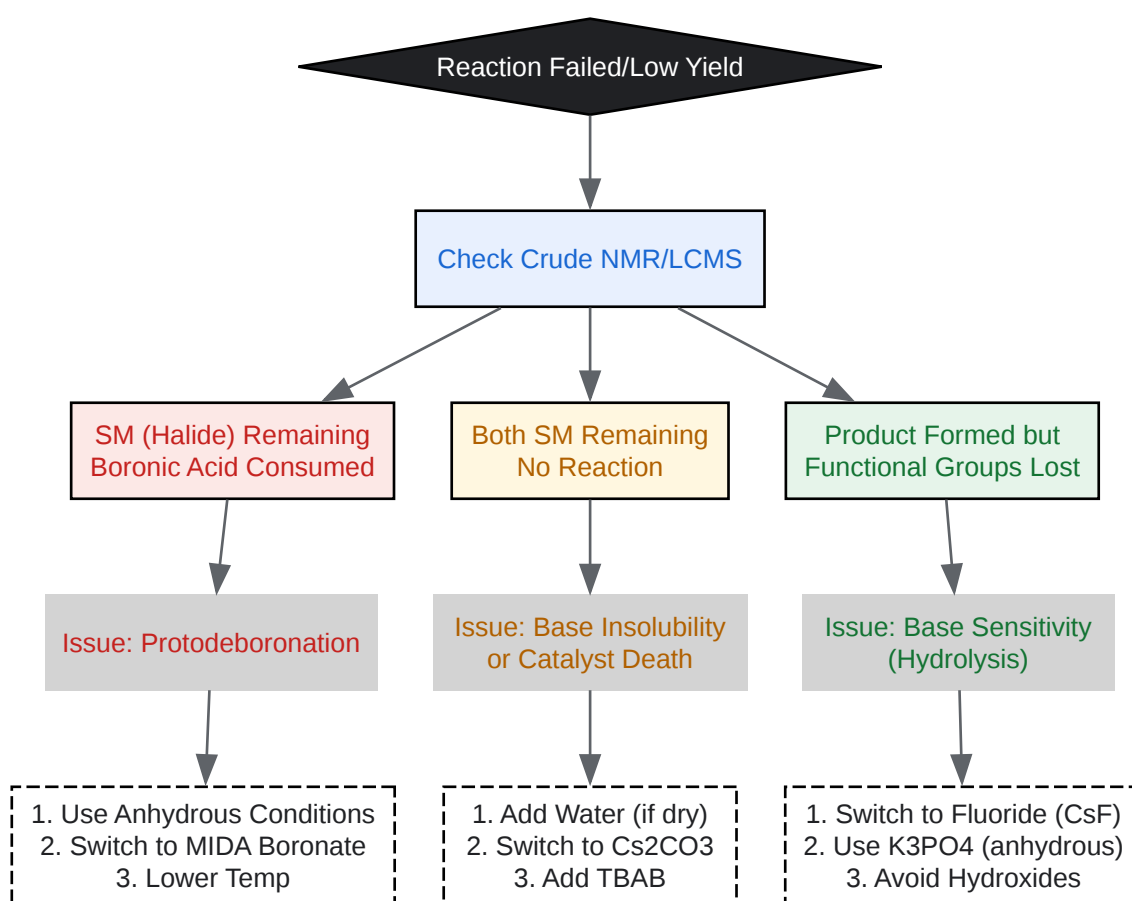 Reaction Failed/Low Yield
Check Crude NMR/LCMS
SM (Halide) Remaining
Boronic Acid Consumed
Both SM Remaining
No Reaction
Product Formed but
Functional Groups Lost
Issue: Protodeboronation
Issue: Base Insolubility
or Catalyst Death
Issue: Base Sensitivity
(Hydrolysis)
1. Use Anhydrous Conditions
2. Switch to MIDA Boronate
3. Lower Temp
1. Add Water (if dry)
2. Switch to Cs2CO3
3. Add TBAB
1. Switch to Fluoride (CsF)
2. Use K3PO4 (anhydrous)
3. Avoid Hydroxides